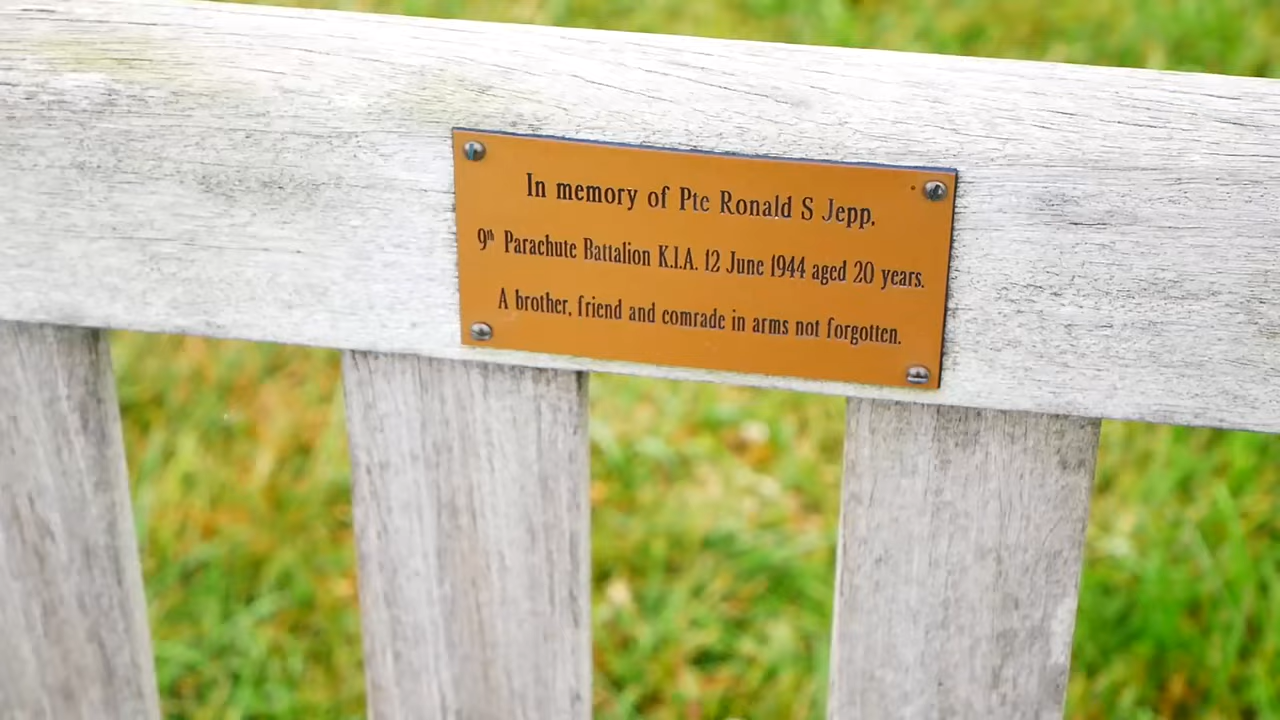 In memory of Pte Ronald S Jepp.
9th Parachute Battalion K.I.A. 12 June 1944 aged 20 years.
A brother, friend and comrade in arms not forgotten.